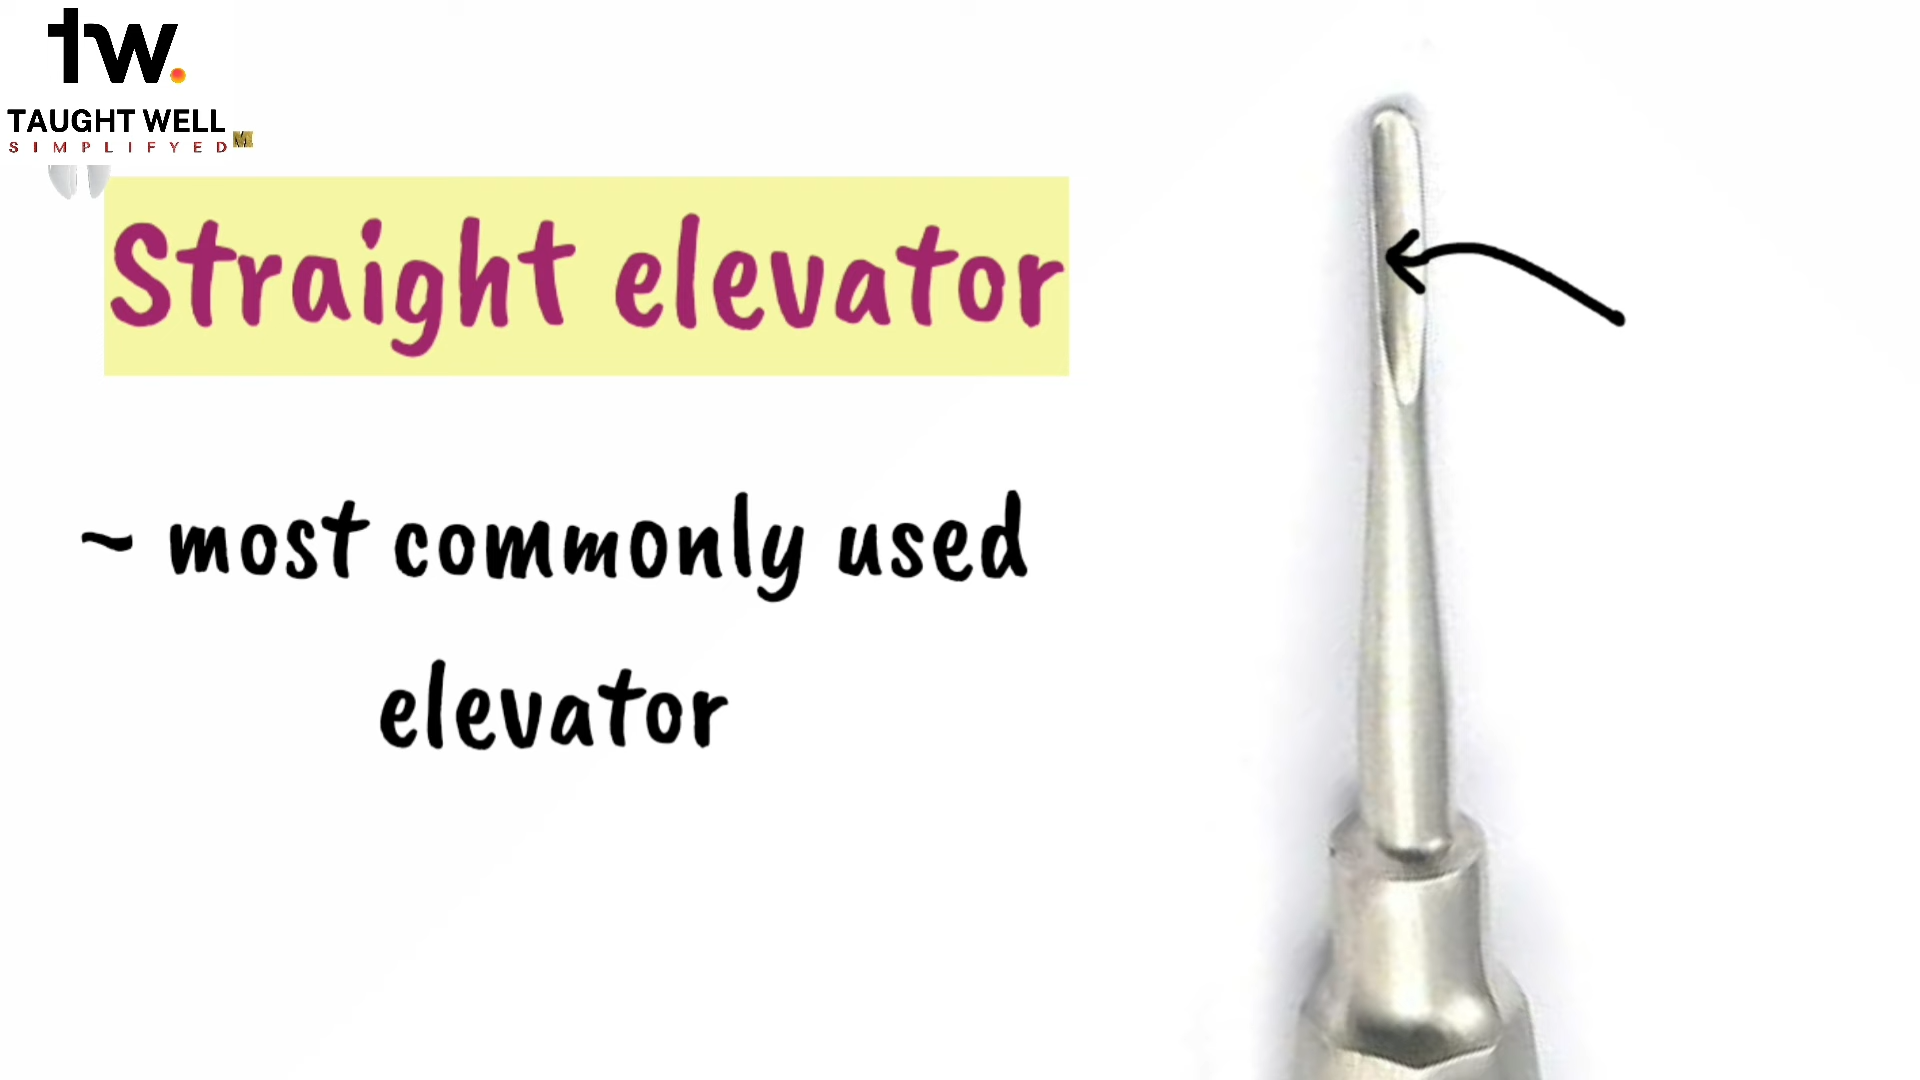 tw.
TAUGHT WELL
SIMPLIFYED
Straight elevator
~ most commonly used
elevator